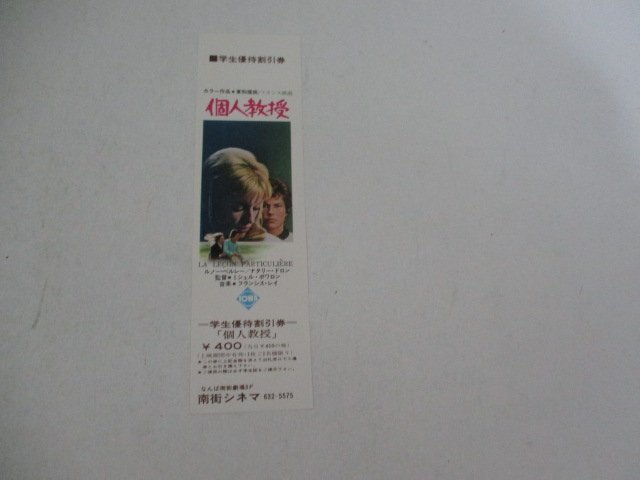 ■学生優待割引券
カラー作品★東和提供/フランス映画
個人教授
LA LEÇON PARTICULIÈRE
ルノー・ベルレー/ナタリー・ドロン
監督★ミシェル・ボワロン
音楽★フランシス・レイ
TOWA
学生優待割引券
「個人教授」
￥400
なんば南街劇場
南街シネマ 632-5575